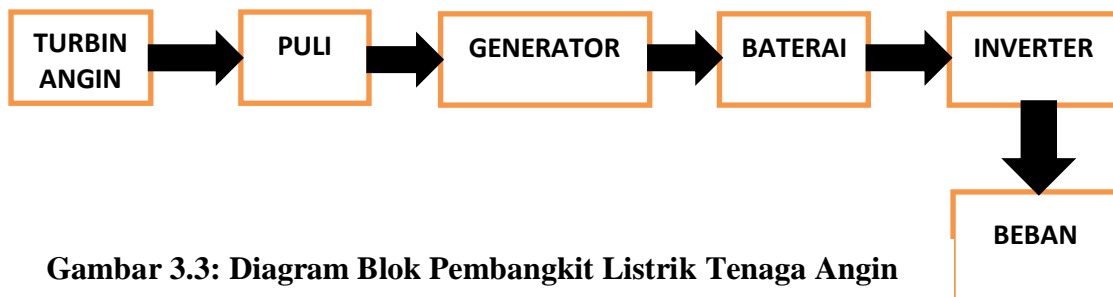 TURBIN
ANGIN
PULI
GENERATOR
BATERAI
INVERTER
BEBAN
Gambar 3.3: Diagram Blok Pembangkit Listrik Tenaga Angin